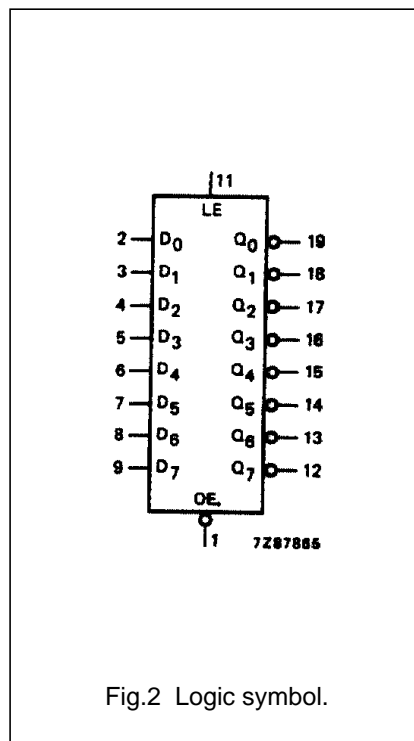 11
LE
2 D0 Q0 19
3 D1 Q1 18
4 D2 Q2 17
5 D3 Q3 16
6 D4 Q4 15
7 D5 Q5 14
8 D6 Q6 13
9 D7 Q7 12
OE.
1 7Z87865
Fig.2 Logic symbol.